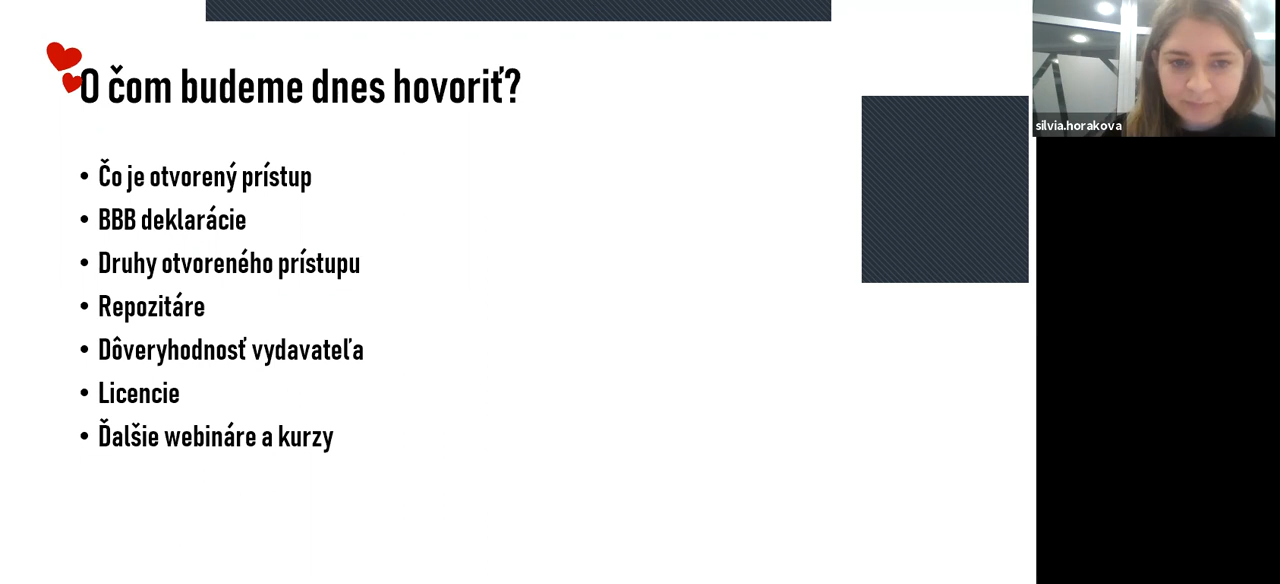 O čom budeme dnes hovoriť?
• Čo je otvorený prístup
• BBB deklarácie
• Druhy otvoreného prístupu
• Repozitáre
• Dôveryhodnosť vydavateľa
• Licencie
• Ďalšie webináre a kurzy
silvia.horakova